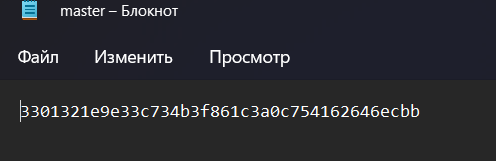 master – Блокнот
Файл Изменить Просмотр
3301321e9e33c734b3f861c3a0c754162646ecbb